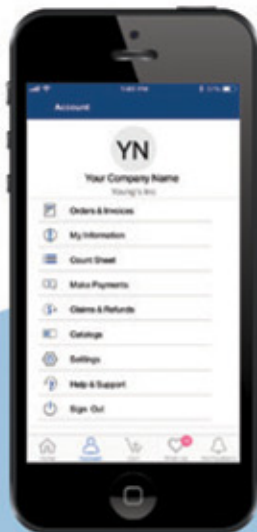 Account
YN
Your Company Name
Young's Inc
Orders & Invoices
My Information
Count Sheet
Make Payments
Claims & Refunds
Catalogs
Settings
Help & Support
Sign Out
Account